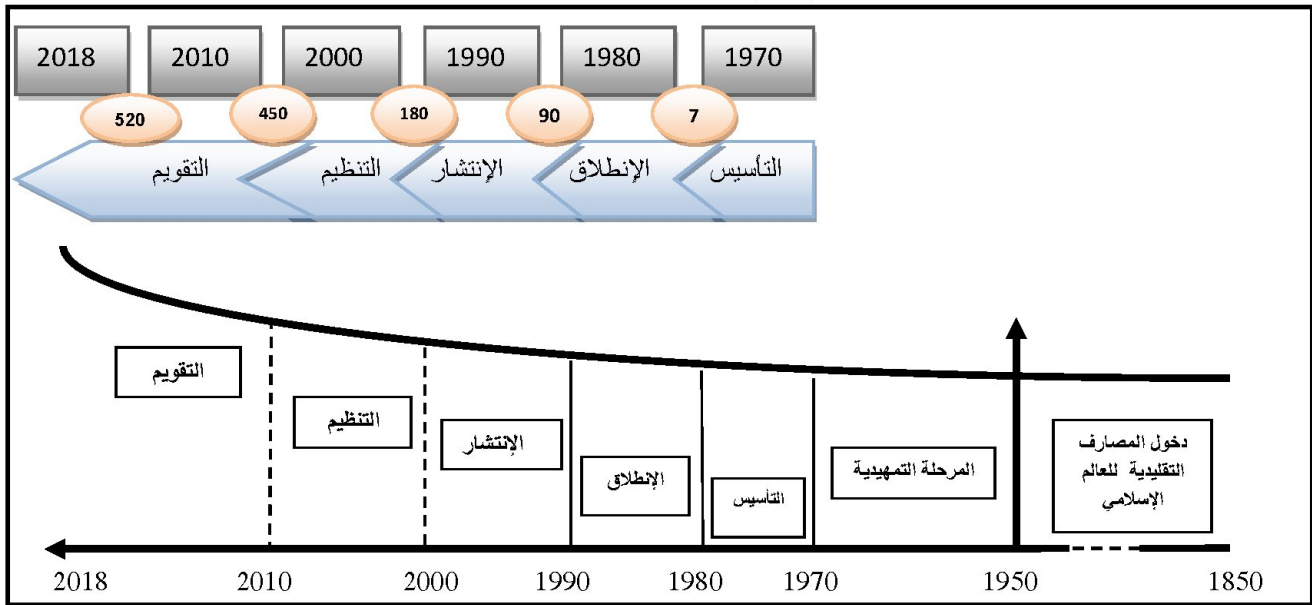 1970 1980 1990 2000 2010 2018
7 90 180 450 520
التأسيس الإنطلاق الإنتشار التنظيم التقويم
دخول المصارف
التقليدية للعالم
الإسلامي
المرحلة التمهيدية
التأسيس
الإنطلاق
الإنتشار
التنظيم
التقويم
1850 1950 1970 1980 1990 2000 2010 2018